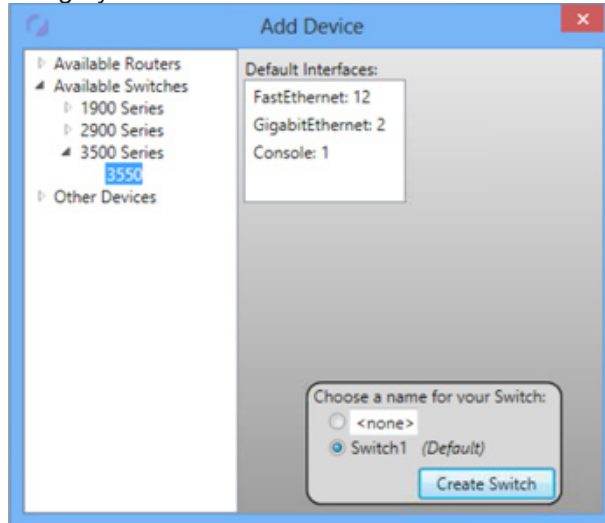 Add Device
Available Routers
Available Switches
1900 Series
2900 Series
3500 Series
3550
Other Devices
Default Interfaces:
FastEthernet: 12
GigabitEthernet: 2
Console: 1
Choose a name for your Switch:
<none>
Switch1 (Default)
Create Switch